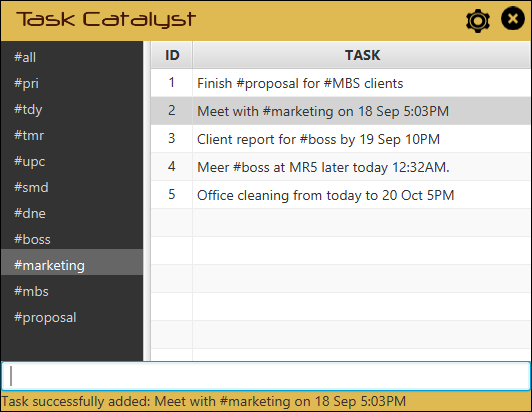 Task Catalyst
#all
#pri
#tdy
#tmr
#upc
#smd
#dne
#boss
#marketing
#mbs
#proposal
ID TASK
1 Finish #proposal for #MBS clients
2 Meet with #marketing on 18 Sep 5:03PM
3 Client report for #boss by 19 Sep 10PM
4 Meer #boss at MR5 later today 12:32AM.
5 Office cleaning from today to 20 Oct 5PM
Task successfully added: Meet with #marketing on 18 Sep 5:03PM